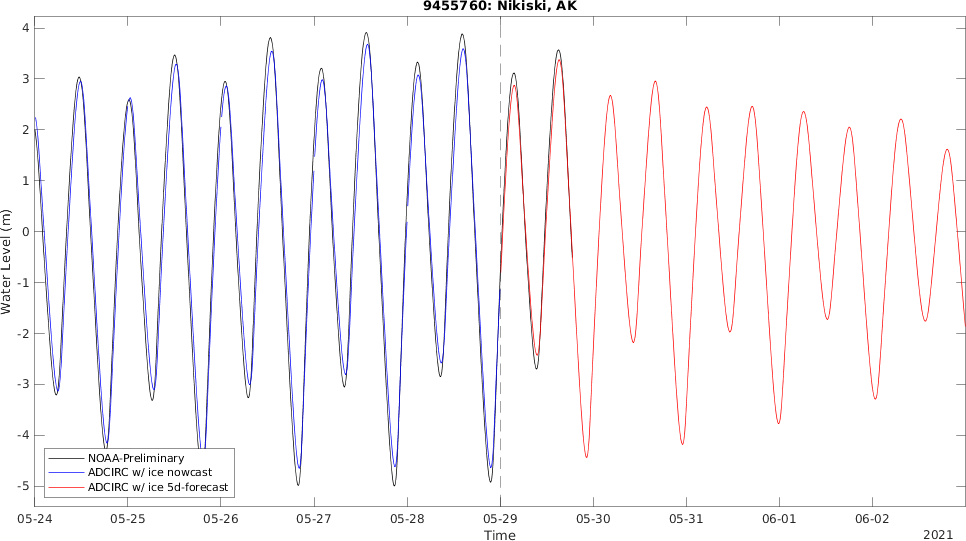 9455760: Nikiski, AK
4
3
2
1
0
-1
-2
-3
-4
-5
Water Level (m)
NOAA-Preliminary
ADCIRC w/ ice nowcast
ADCIRC w/ ice 5d-forecast
05-24 05-25 05-26 05-27 05-28 05-29 05-30 05-31 06-01 06-02
Time
2021